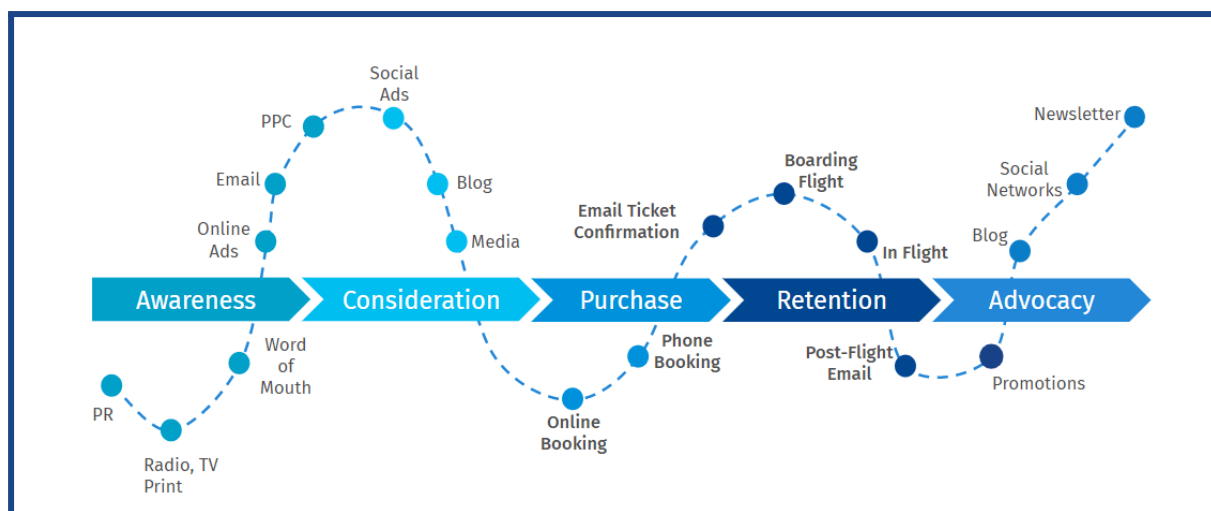 Social
Ads
PPC
Email
Blog
Online
Ads
Media
Newsletter
Boarding
Flight
Social
Networks
Email Ticket
Confirmation
In Flight
Blog
Awareness
Consideration
Purchase
Retention
Advocacy
PR
Radio, TV
Print
Word
of
Mouth
Online
Booking
Phone
Booking
Post-Flight
Email
Promotions